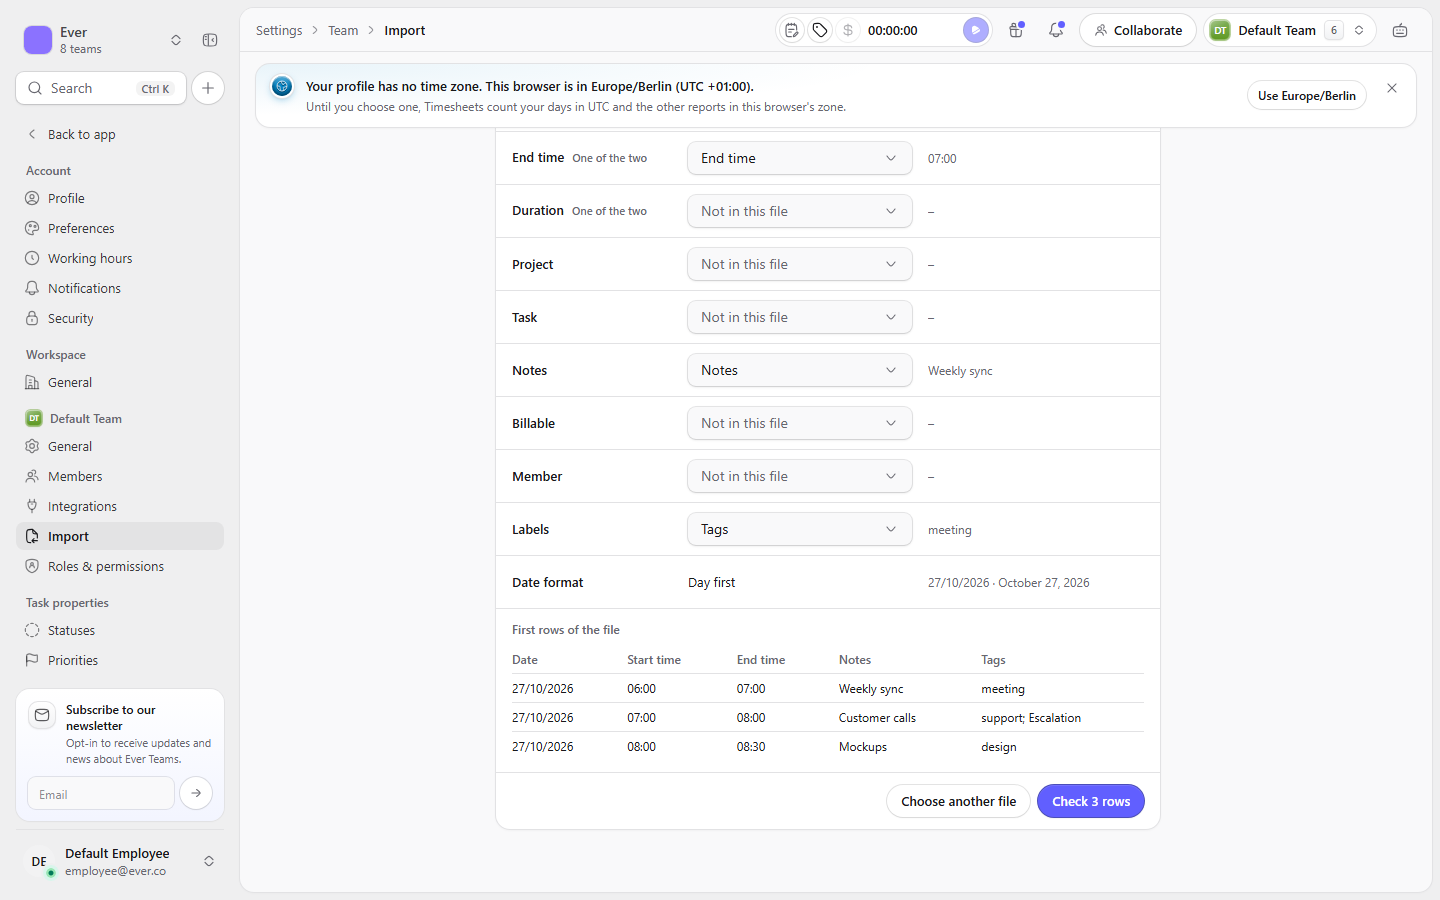 Ever
8 teams
Search
Ctrl K
Back to app
Account
Profile
Preferences
Working hours
Notifications
Security
Workspace
General
DT Default Team
General
Members
Integrations
Import
Roles & permissions
Task properties
Statuses
Priorities
Subscribe to our newsletter
Opt-in to receive updates and news about Ever Teams.
Email
DE
Default Employee
employee@ever.co
Settings > Team > Import
$ 00:00:00
Collaborate
DT Default Team 6
Your profile has no time zone. This browser is in Europe/Berlin (UTC +01:00).
Until you choose one, Timesheets count your days in UTC and the other reports in this browser's zone.
Use Europe/Berlin
End time One of the two End time 07:00
Duration One of the two Not in this file –
Project Not in this file –
Task Not in this file –
Notes Notes Weekly sync
Billable Not in this file –
Member Not in this file –
Labels Tags meeting
Date format Day first 27/10/2026 · October 27, 2026
First rows of the file
Date Start time End time Notes Tags
27/10/2026 06:00 07:00 Weekly sync meeting
27/10/2026 07:00 08:00 Customer calls support; Escalation
27/10/2026 08:00 08:30 Mockups design
Choose another file
Check 3 rows